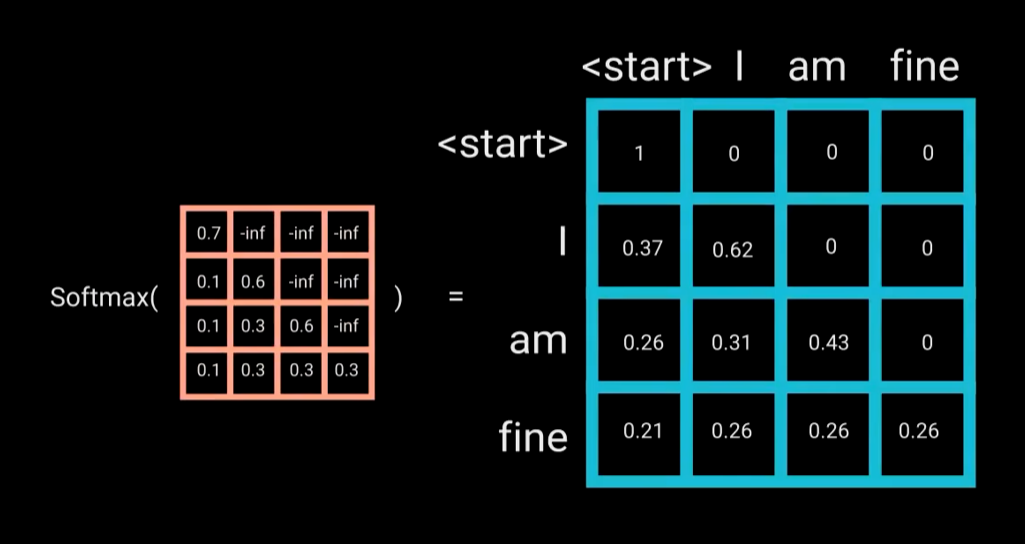 <start> I am fine
<start> 1 0 0 0
I 0.37 0.62 0 0
am 0.26 0.31 0.43 0
fine 0.21 0.26 0.26 0.26
Softmax( ) =
0.7 -inf -inf -inf
0.1 0.6 -inf -inf
0.1 0.3 0.6 -inf
0.1 0.3 0.3 0.3